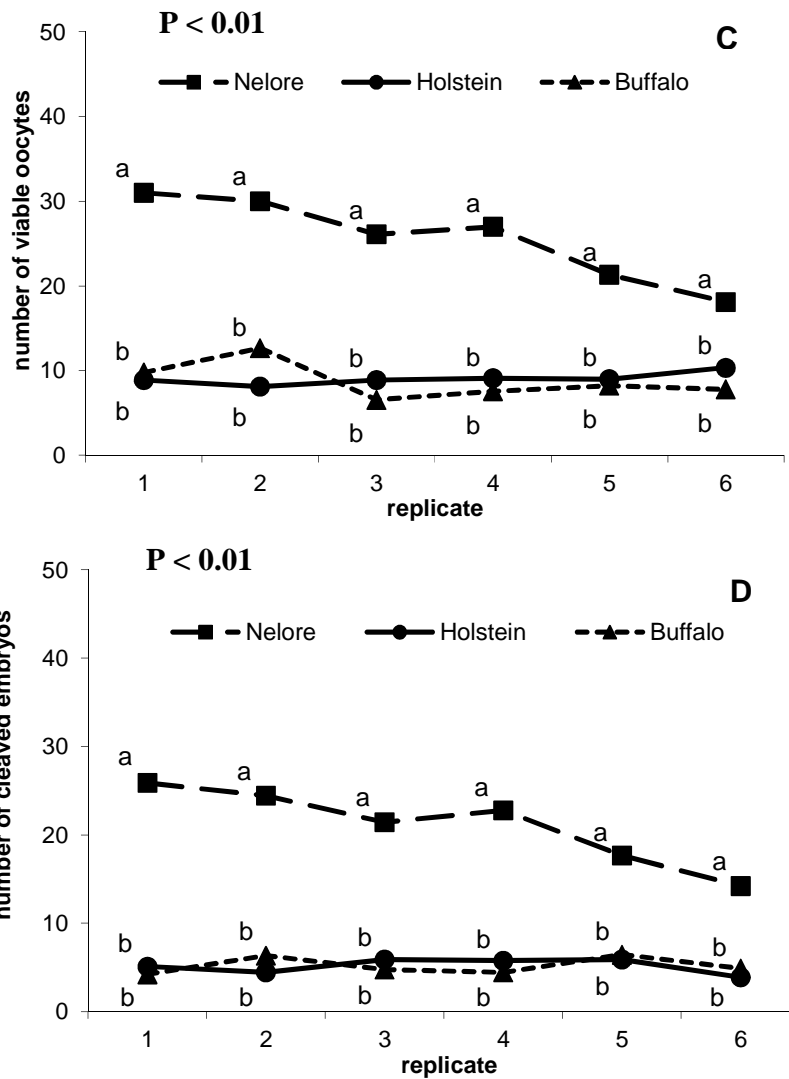 P < 0.01
C
50
Nelore Holstein Buffalo
40
number of viable oocytes
30
a a a a a a
20
10
b b b b b b
b b b b b b
0
1 2 3 4 5 6
replicate
P < 0.01
D
50
Nelore Holstein Buffalo
40
number of cleaved embryos
30
a a a a a a
20
10
b b b b b b
b b b b b b
0
1 2 3 4 5 6
replicate